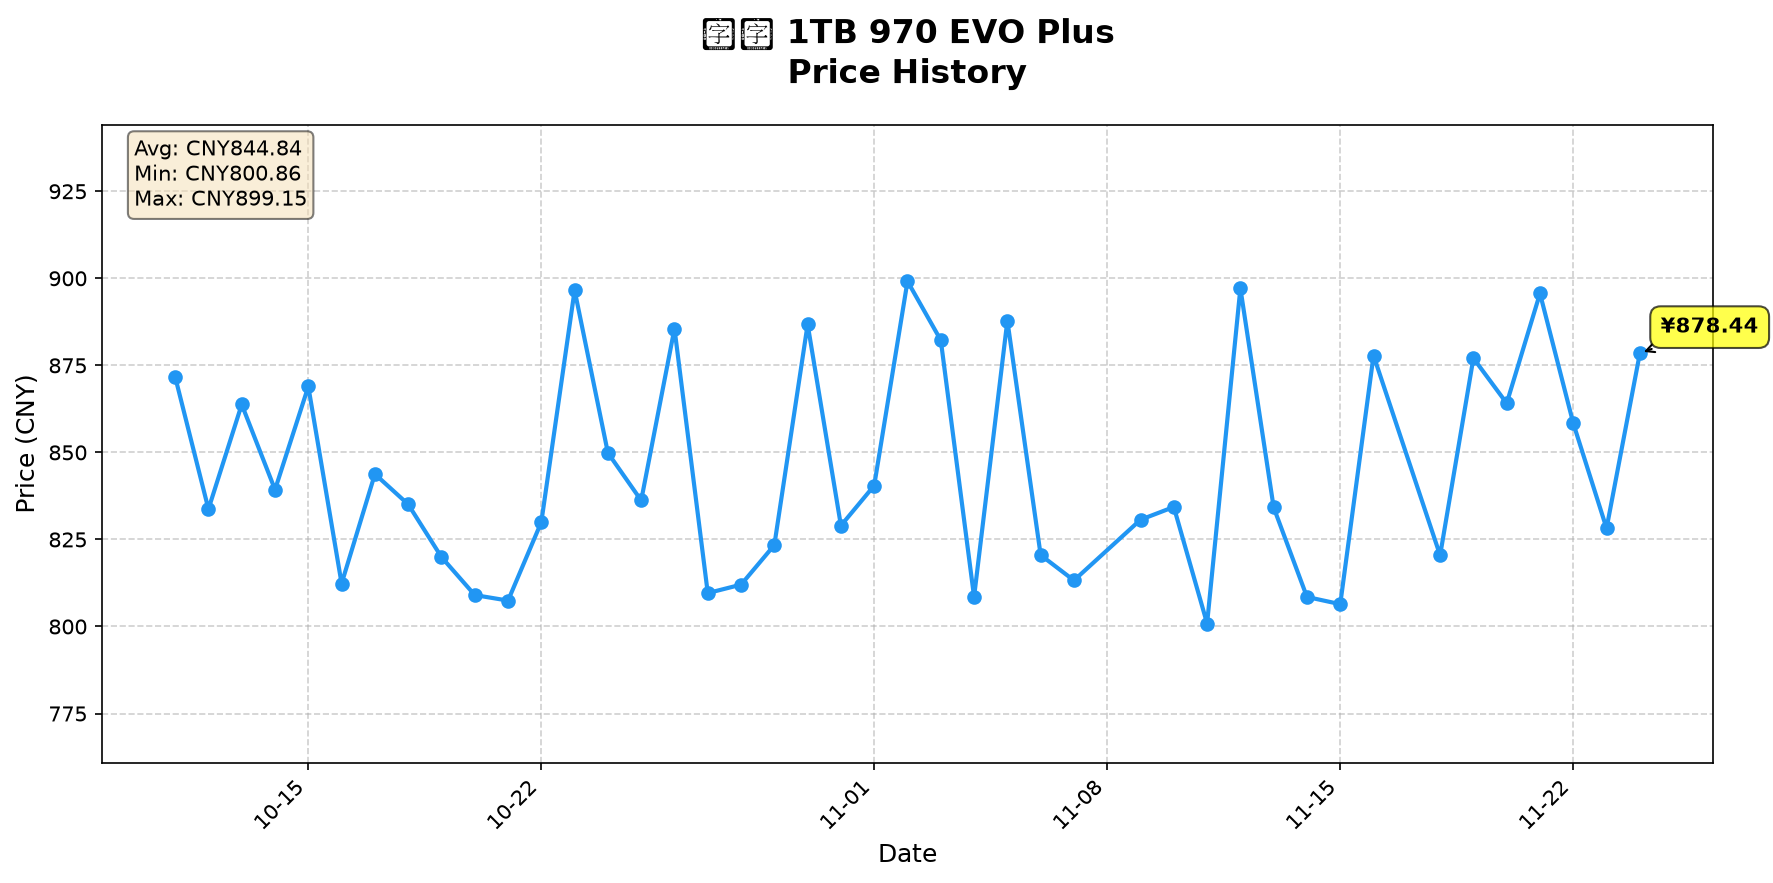 1TB 970 EVO Plus
Price History
Avg: CNY844.84
Min: CNY800.86
Max: CNY899.15
¥878.44
Price (CNY)
925
900
875
850
825
800
775
10-15
10-22
11-01
11-08
11-15
11-22
Date